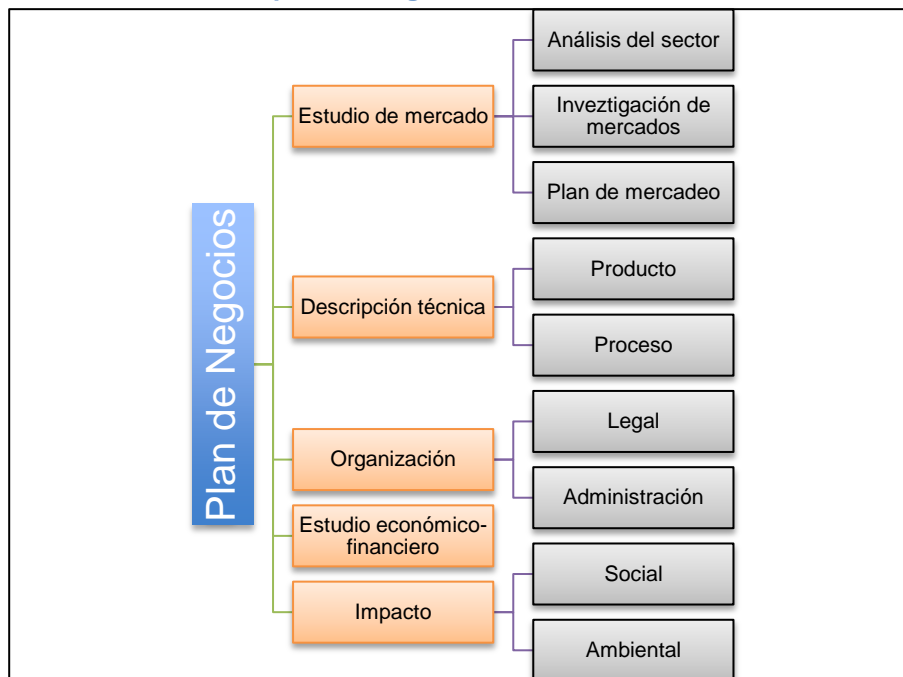 Plan de Negocios
Estudio de mercado
Análisis del sector
Inveztigación de
mercados
Plan de mercadeo
Descripción técnica
Producto
Proceso
Organización
Legal
Administración
Estudio económico-
financiero
Impacto
Social
Ambiental